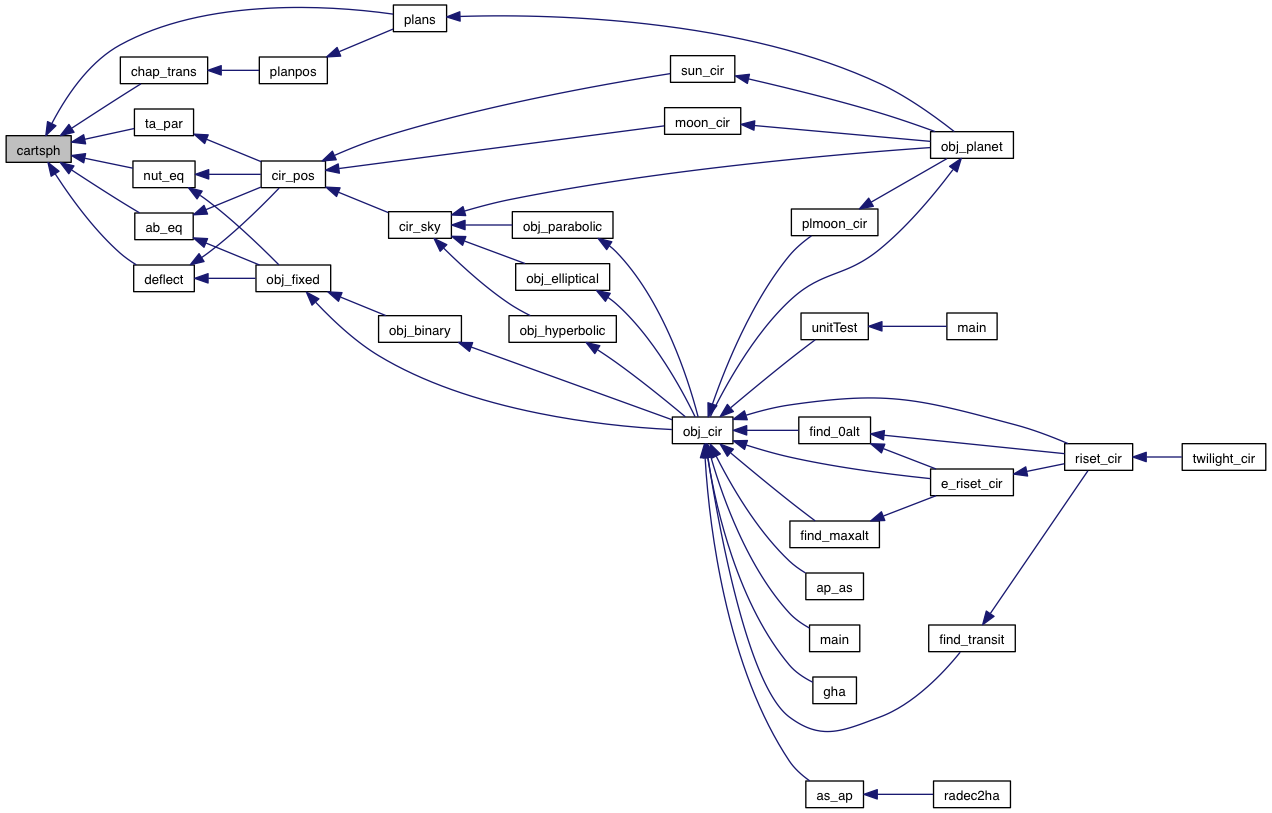 plans
chap_trans
planpos
sun_cir
ta_par
moon_cir
cartsph
obj_planet
nut_eq
cir_pos
ab_eq
cir_sky
obj_parabolic
plmoon_cir
deflect
obj_fixed
obj_elliptical
obj_binary
obj_hyperbolic
unitTest
main
obj_cir
find_0alt
riset_cir
twilight_cir
e_riset_cir
find_maxalt
ap_as
main
find_transit
gha
as_ap
radec2ha